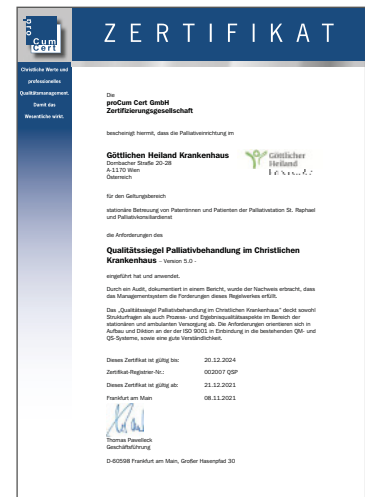 pro
Cum
Cert
ZERTIFIKAT
Christliche Werte und
professionelles
Qualitätsmanagement.
Damit das
Wesentliche wirkt.
Die
proCum Cert GmbH
Zertifizierungsgesellschaft
bescheinigt hiermit, dass die Palliativeinrichtung im
Göttlichen Heiland Krankenhaus
Dornbacher Straße 20-28
A-1170 Wien
Österreich
Göttlicher
Heiland
für den Geltungsbereich
stationäre Betreuung von Patentinnen und Patienten der Palliativstation St. Raphael
und Palliativkonsiliardienst
die Anforderungen des
Qualitätssiegel Palliativbehandlung im Christlichen
Krankenhaus – Version 5.0 -
eingeführt hat und anwendet.
Durch ein Audit, dokumentiert in einem Bericht, wurde der Nachweis erbracht, dass
das Managementsystem die Forderungen dieses Regelwerkes erfüllt.
Das „Qualitätssiegel Palliativbehandlung im Christlichen Krankenhaus" deckt sowohl
Strukturfragen als auch Prozess- und Ergebnisqualitätsaspekte im Bereich der
stationären und ambulanten Versorgung ab. Die Anforderungen orientieren sich in
Aufbau und Diktion an der der ISO 9001 in Einbindung in die bestehenden QM- und
QS-Systeme, sowie eine gute Verständlichkeit.
Dieses Zertifikat ist gültig bis: 20.12.2024
Zertifikat-Registrier-Nr.: 002007 QSP
Dieses Zertifikat ist gültig ab: 21.12.2021
Frankfurt am Main 08.11.2021
Thomas Pawelleck
Geschäftsführung
D-60598 Frankfurt am Main, Großer Hasenpfad 30